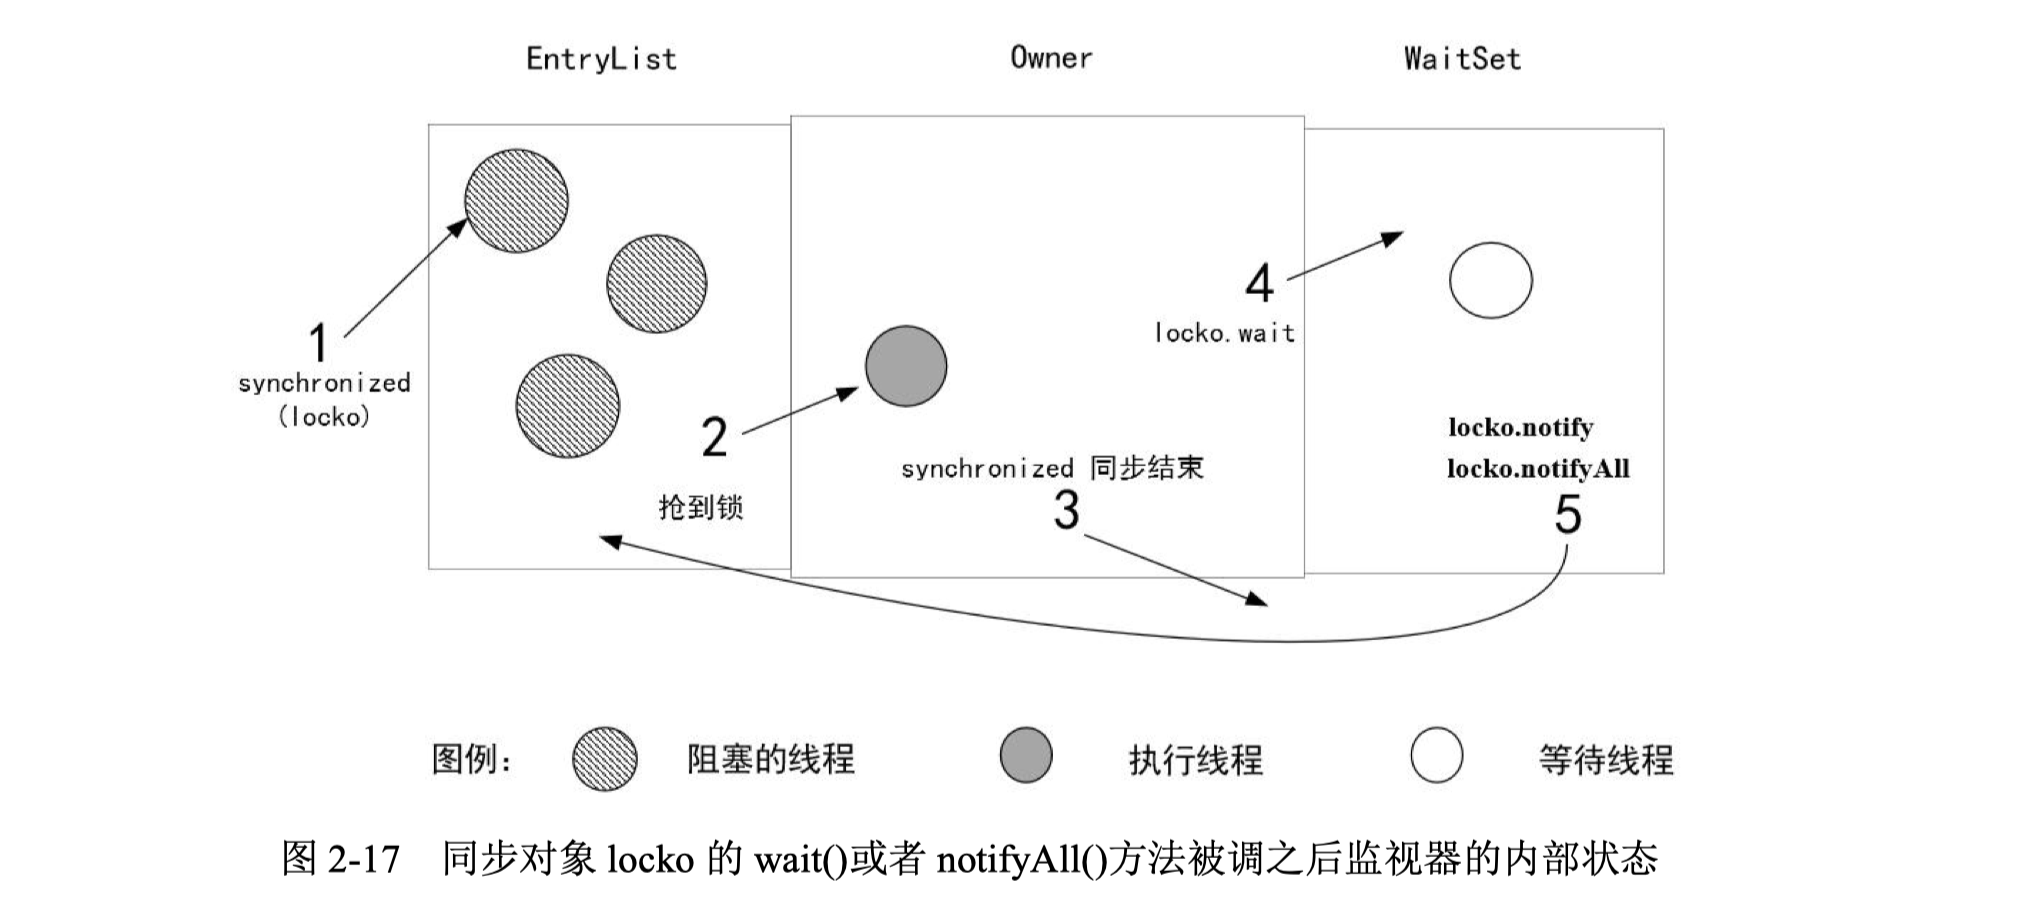 EntryList
Owner
WaitSet
1
synchronized
(locko)
2
抢到锁
synchronized 同步结束
3
4
locko.wait
locko.notify
locko.notifyAll
5
图例：
阻塞的线程
执行线程
等待线程
图 2-17 同步对象 locko 的 wait()或者 notifyAll()方法被调之后监视器的内部状态